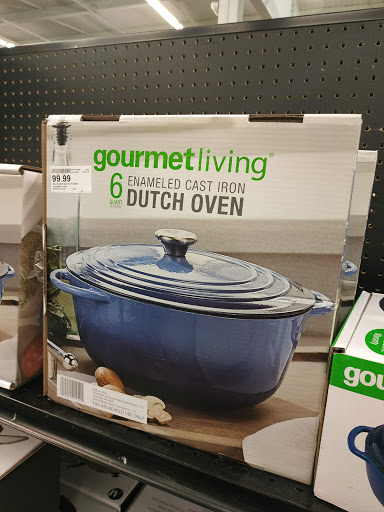 99.99
gourmetliving®
6 QUART
ENAMELED CAST IRON
DUTCH OVEN
gou